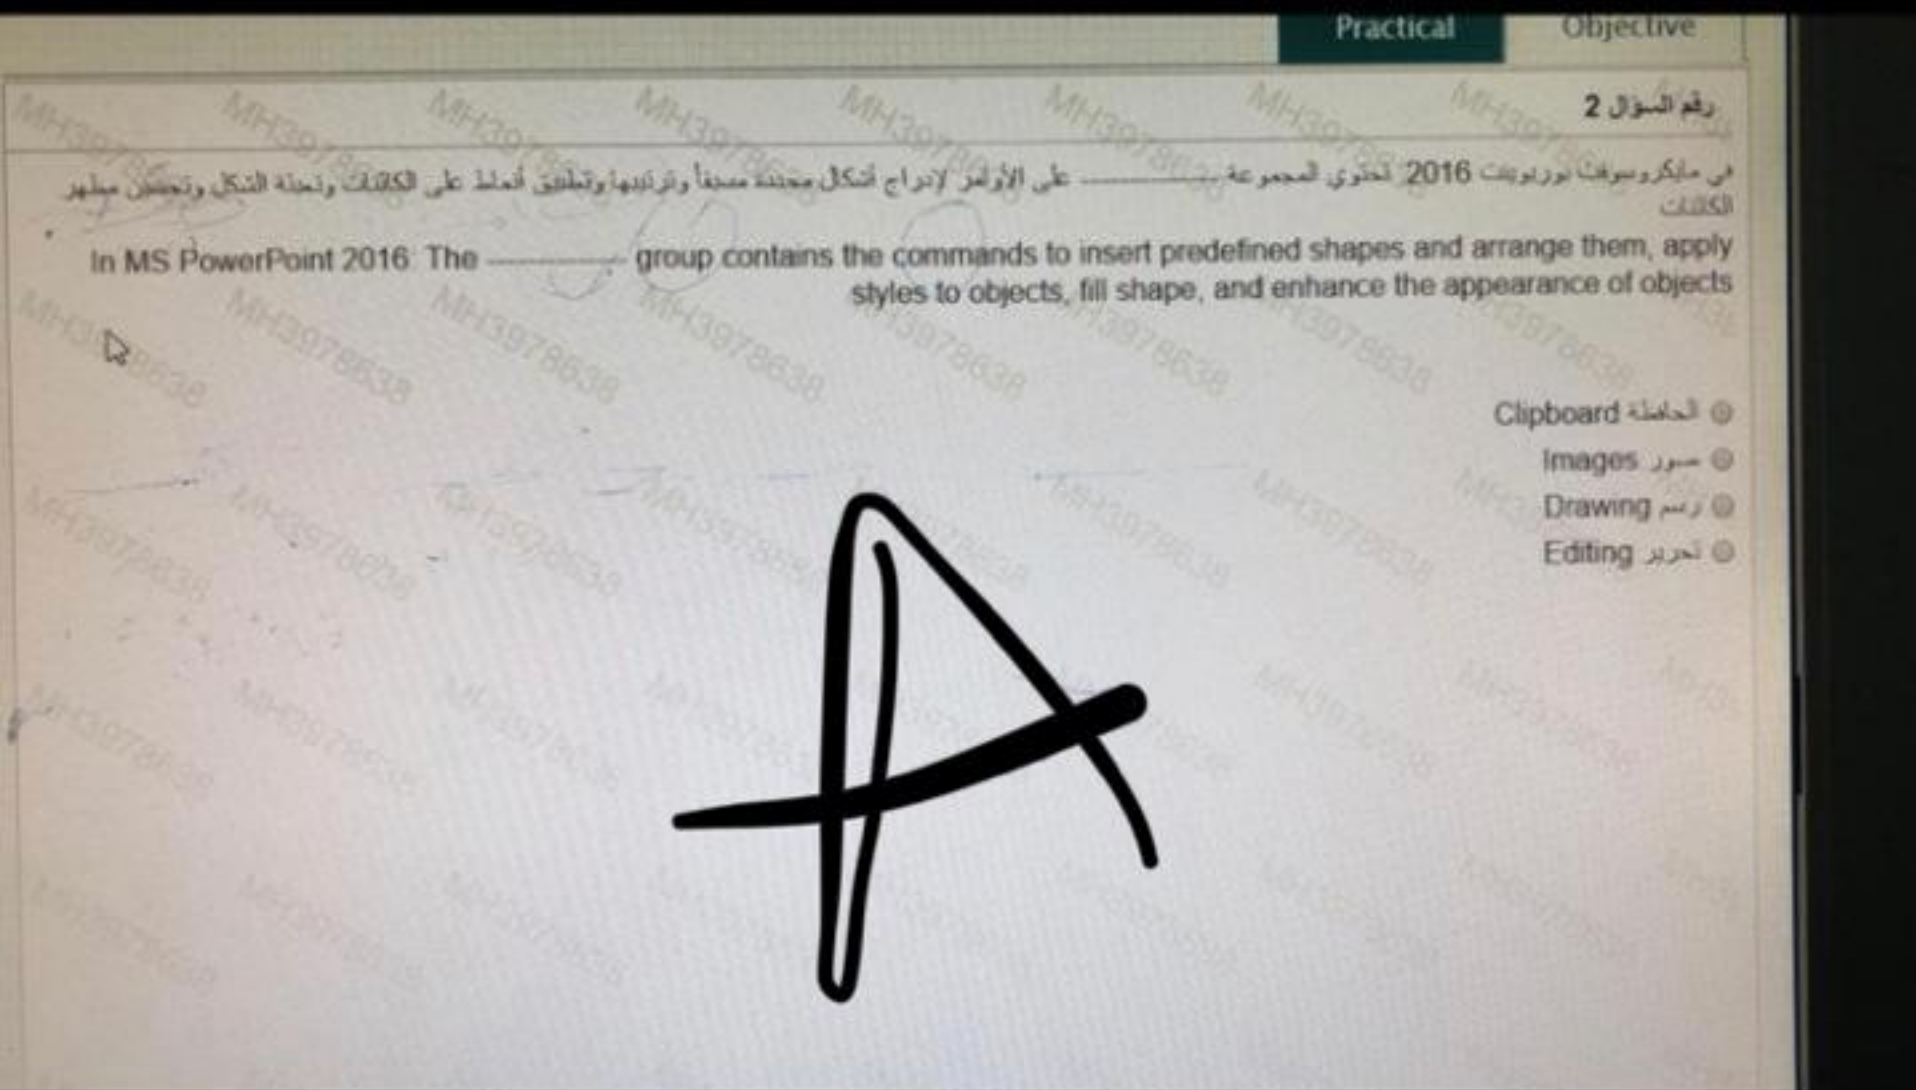 Practical
Objective
رقم السؤال 2
في مايكروسوفت بوربوينت 2016: تحتوي المجموعة ـــــــــــــ على الأوامر لإدراج أشكال محددة مسبقاً وترتيبها وتطبيق أنماط على الكائنات وتعبئة الشكل وتحسين مظهر
الكائنات
In MS PowerPoint 2016: The ------------- group contains the commands to insert predefined shapes and arrange them, apply
styles to objects, fill shape, and enhance the appearance of objects
Clipboard الحافظة
Images صور
Drawing رسم
Editing تحرير
A
MH3978638